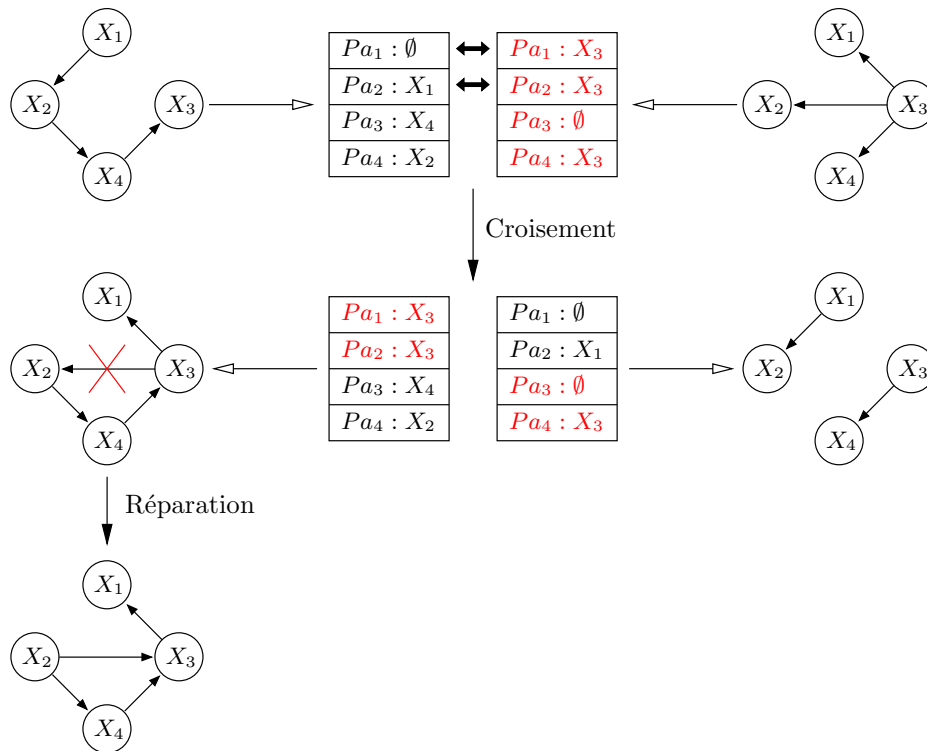 X₁
X₂
X₃
X₄
Pa₁ : ∅
Pa₂ : X₁
Pa₃ : X₄
Pa₄ : X₂
Pa₁ : X₃
Pa₂ : X₃
Pa₃ : ∅
Pa₄ : X₃
X₁
X₂
X₃
X₄
Croisement
X₁
X₂
X₃
X₄
Pa₁ : X₃
Pa₂ : X₃
Pa₃ : X₄
Pa₄ : X₂
Pa₁ : ∅
Pa₂ : X₁
Pa₃ : ∅
Pa₄ : X₃
X₁
X₂
X₃
X₄
Réparation
X₁
X₂
X₃
X₄